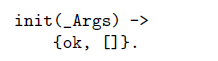 init(_Args) ->
    {ok, []}.